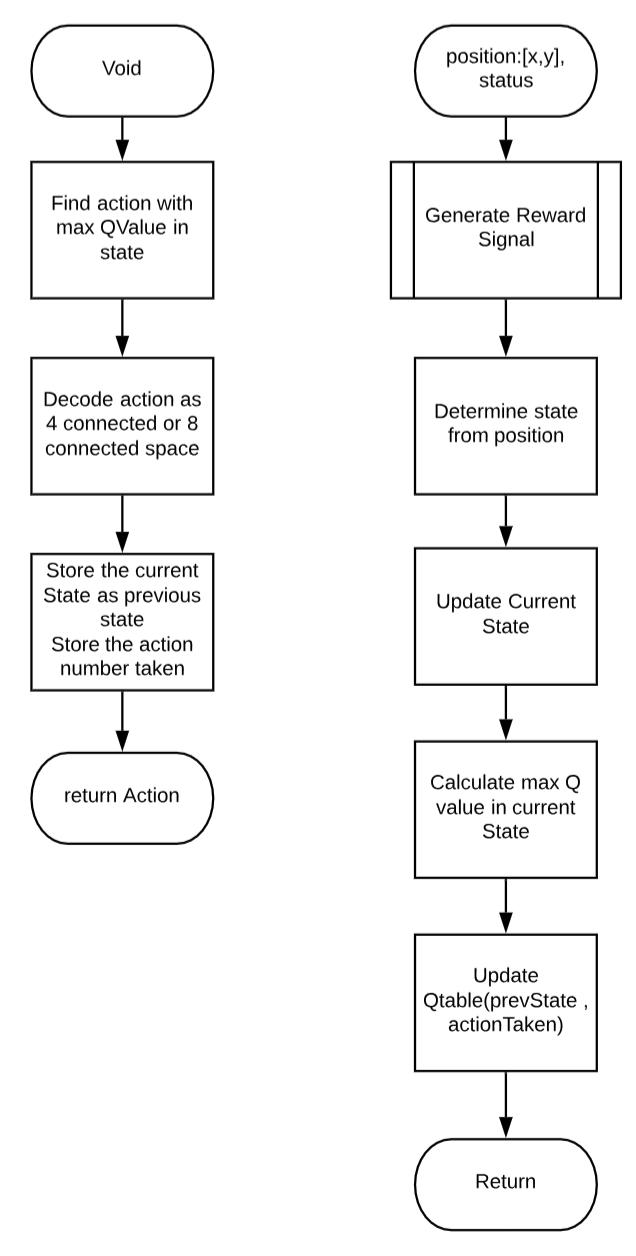 Void
Find action with
max QValue in
state
Decode action as
4 connected or 8
connected space
Store the current
State as previous
state
Store the action
number taken
return Action
position:[x,y],
status
Generate Reward
Signal
Determine state
from position
Update Current
State
Calculate max Q
value in current
State
Update
Qtable(prevState ,
actionTaken)
Return